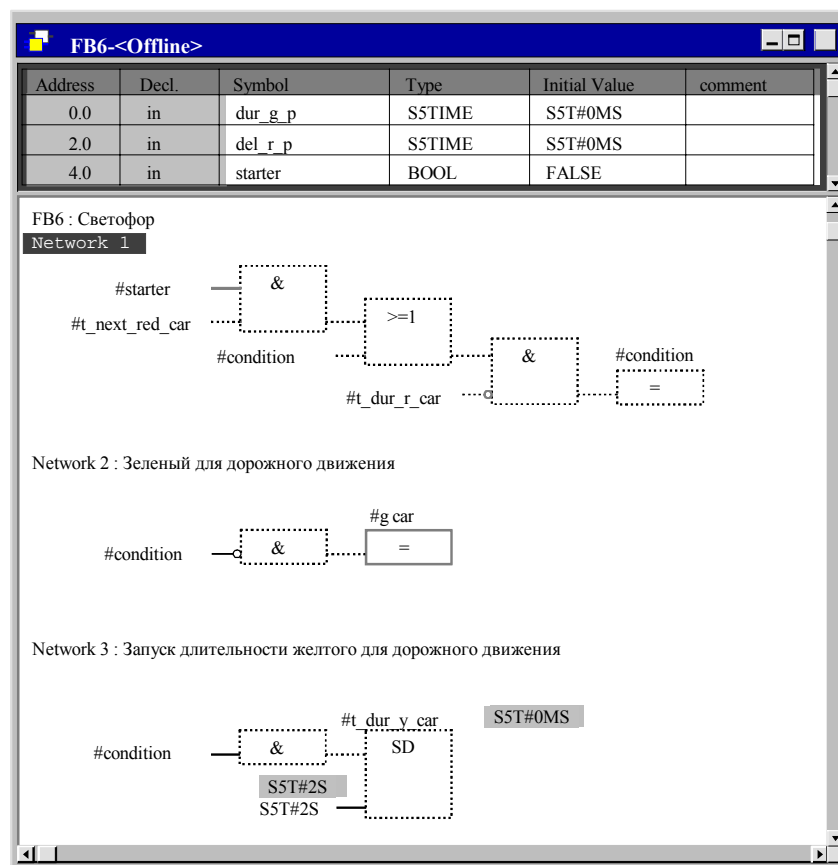 FB6-<Offline>
Address Decl. Symbol Type Initial Value comment
0.0 in dur_g_p S5TIME S5T#0MS
2.0 in del_r_p S5TIME S5T#0MS
4.0 in starter BOOL FALSE
FB6 : Светофор
Network 1
#starter &
#t_next_red_car >=1
#condition & #condition
#t_dur_r_car =
Network 2 : Зеленый для дорожного движения
#g car
#condition & =
Network 3 : Запуск длительности желтого для дорожного движения
#t_dur_y_car S5T#0MS
#condition & SD
S5T#2S
S5T#2S